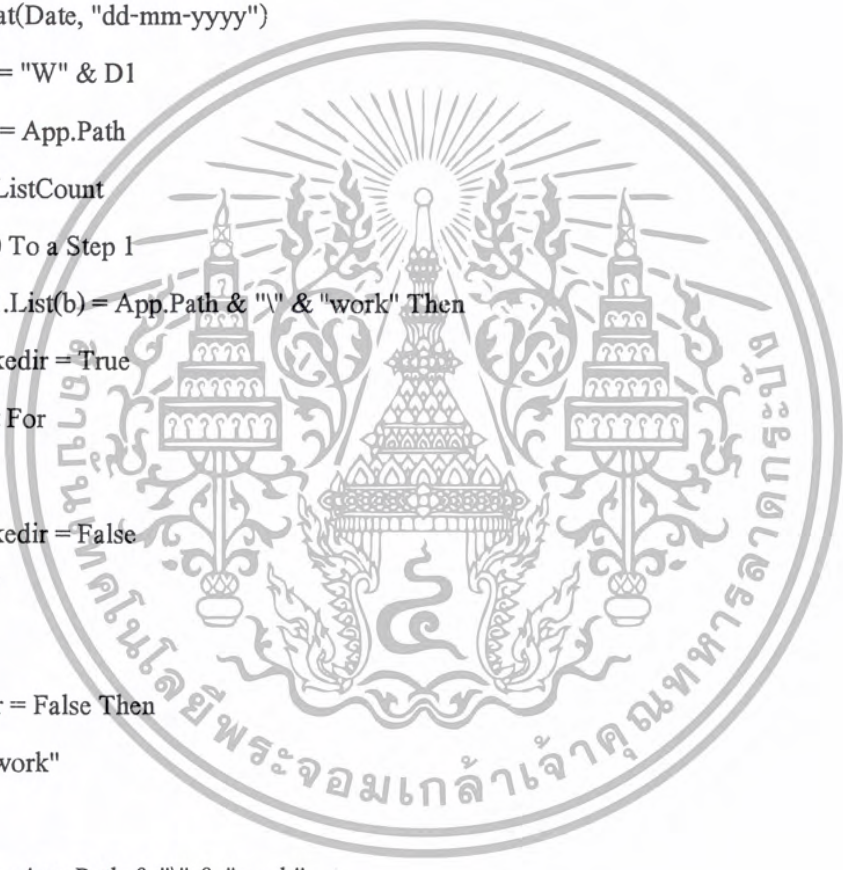 at(Date, "dd-mm-yyyy")
= "W" & D1
= App.Path
ListCount
To a Step 1
.List(b) = App.Path & "\" & "work" Then
kedir = True
For
kedir = False
r = False Then
work"
สถาบันเทคโนโลยีพระจอมเกล้าเจ้าคุณทหารลาดกระบัง
๔